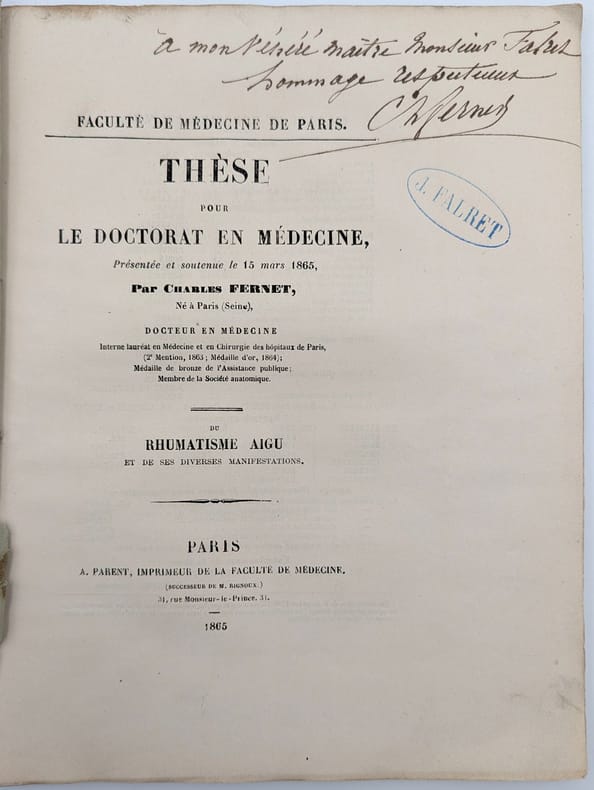 a mon Vénéré maître Monsieur Falret
hommage respectueux
Ch Fernet
FACULTÉ DE MÉDECINE DE PARIS.
J. FALRET
THÈSE
POUR
LE DOCTORAT EN MÉDECINE,
Présentée et soutenue le 15 mars 1865,
Par CHARLES FERNET,
Né à Paris (Seine),
DOCTEUR EN MÉDECINE
Interne lauréat en Médecine et en Chirurgie des hôpitaux de Paris,
(2e Mention, 1863; Médaille d'or, 1864);
Médaille de bronze de l'Assistance publique;
Membre de la Société anatomique.
DU
RHUMATISME AIGU
ET DE SES DIVERSES MANIFESTATIONS.
PARIS
A. PARENT, IMPRIMEUR DE LA FACULTÉ DE MÉDECINE.
(SUCCESSEUR DE M. RIGNOUX.)
31, rue Monsieur-le-Prince, 31.
1865